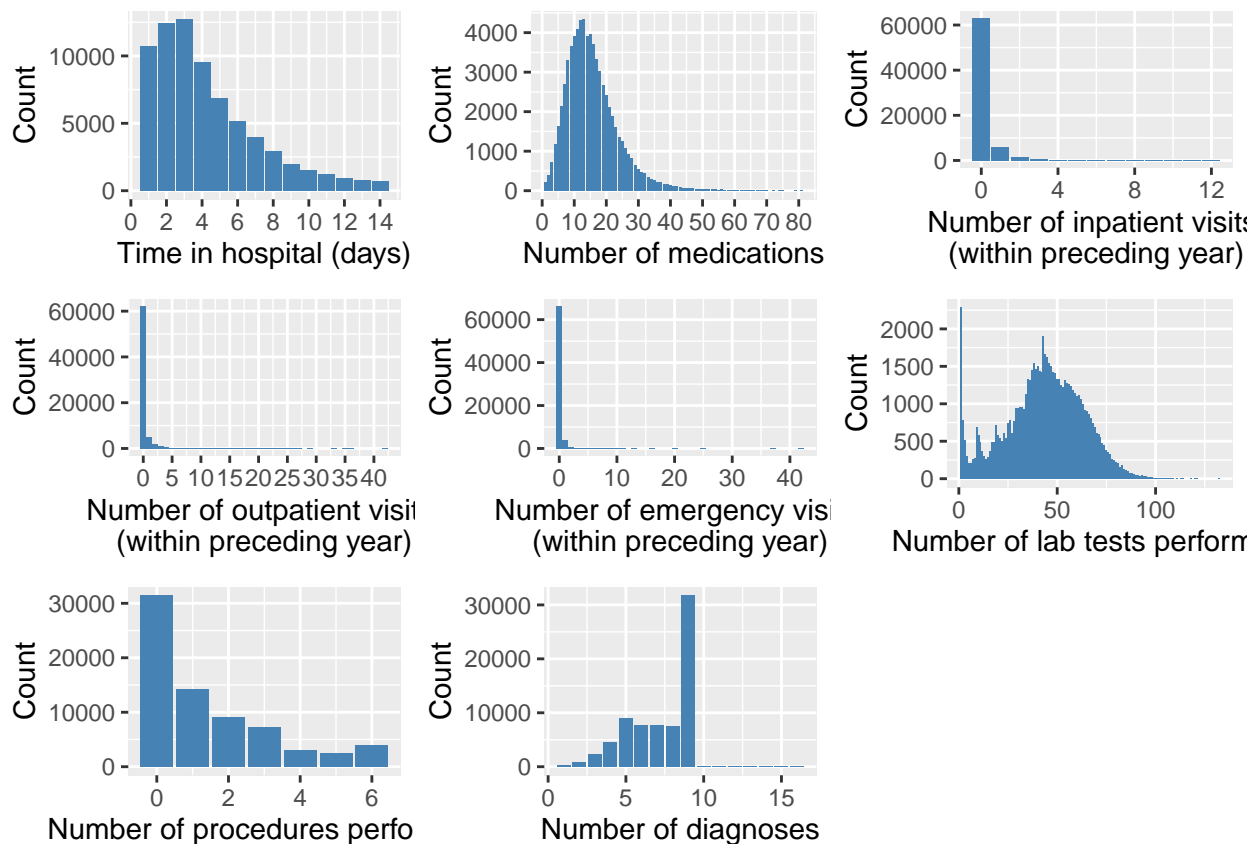 Count
10000
5000
0
0 2 4 6 8 10 12 14
Time in hospital (days)
Count
4000
3000
2000
1000
0
0 10 20 30 40 50 60 70 80
Number of medications
Count
60000
40000
20000
0
0 4 8 12
Number of inpatient visits
(within preceding year)
Count
60000
40000
20000
0
0 5 10 15 20 25 30 35 40
Number of outpatient visit
(within preceding year)
Count
60000
40000
20000
0
0 10 20 30 40
Number of emergency visi
(within preceding year)
Count
2000
1500
1000
500
0
0 50 100
Number of lab tests perform
Count
30000
20000
10000
0
0 2 4 6
Number of procedures perfo
Count
30000
20000
10000
0
0 5 10 15
Number of diagnoses